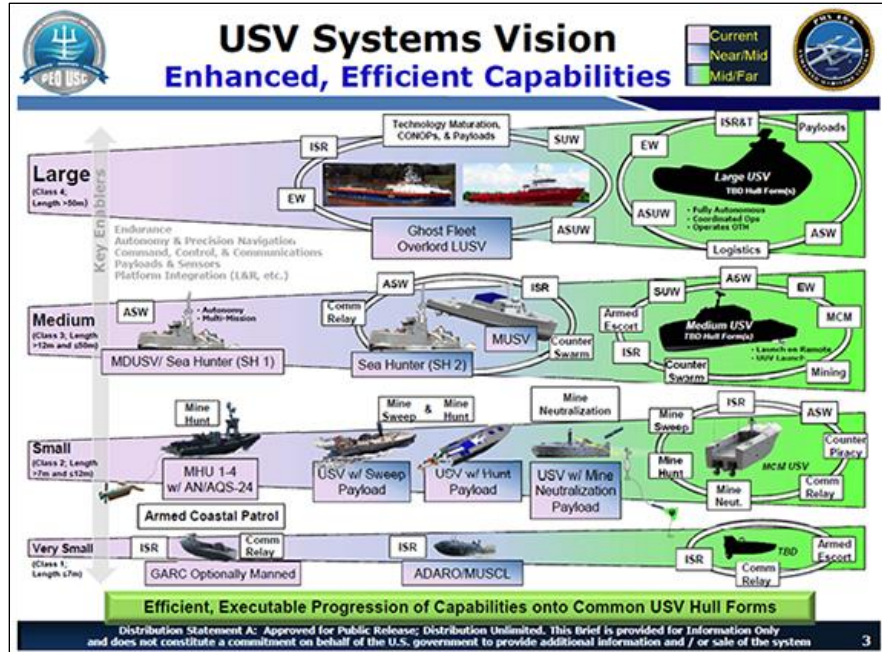 USV Systems Vision
Enhanced, Efficient Capabilities
Current
Near/Mid
Mid/Far
PEO USC
PMS 406
Key Enablers
Large
(Class 4;
Length >50m)
ISR
Technology Maturation,
CONOPs, & Payloads
SUW
EW
Ghost Fleet
Overlord LUSV
ASUW
ISR&T
Payloads
EW
Large USV
TBD Hull Form(s)
• Fully Autonomous
• Coordinated Ops
• Operates OTH
ASUW
ASW
Logistics
Endurance
Autonomy & Precision Navigation
Command, Control, & Communications
Payloads & Sensors
Platform Integration (L&R, etc.)
Medium
(Class 3; Length
>12m and ≤50m)
ASW
• Autonomy
• Multi-Mission
MDUSV/ Sea Hunter (SH 1)
ASW
ISR
Comm
Relay
MUSV
Sea Hunter (SH 2)
Counter
Swarm
SUW
ASW
EW
Armed
Escort
MCM
Medium USV
TBD Hull Form(s)
• Launch on Remote
• UUV Launch
ISR
Counter
Swarm
Mining
Small
(Class 2; Length
>7m and ≤12m)
Mine
Hunt
MHU 1-4
w/ AN/AQS-24
Mine
Sweep
&
Mine
Hunt
USV w/ Sweep
Payload
USV w/ Hunt
Payload
Mine
Neutralization
USV w/ Mine
Neutralization
Payload
Mine
Sweep
ISR
ASW
Counter
Piracy
Mine
Hunt
MCM USV
Mine
Neut.
Comm
Relay
Very Small
(Class 1;
Length ≤7m)
Armed Coastal Patrol
ISR
Comm
Relay
GARC Optionally Manned
ISR
ADARO/MUSCL
ISR
TBD
Armed
Escort
Comm
Relay
Efficient, Executable Progression of Capabilities onto Common USV Hull Forms
Distribution Statement A: Approved for Public Release; Distribution Unlimited. This Brief is provided for Information Only
and does not constitute a commitment on behalf of the U.S. government to provide additional information and / or sale of the system
3